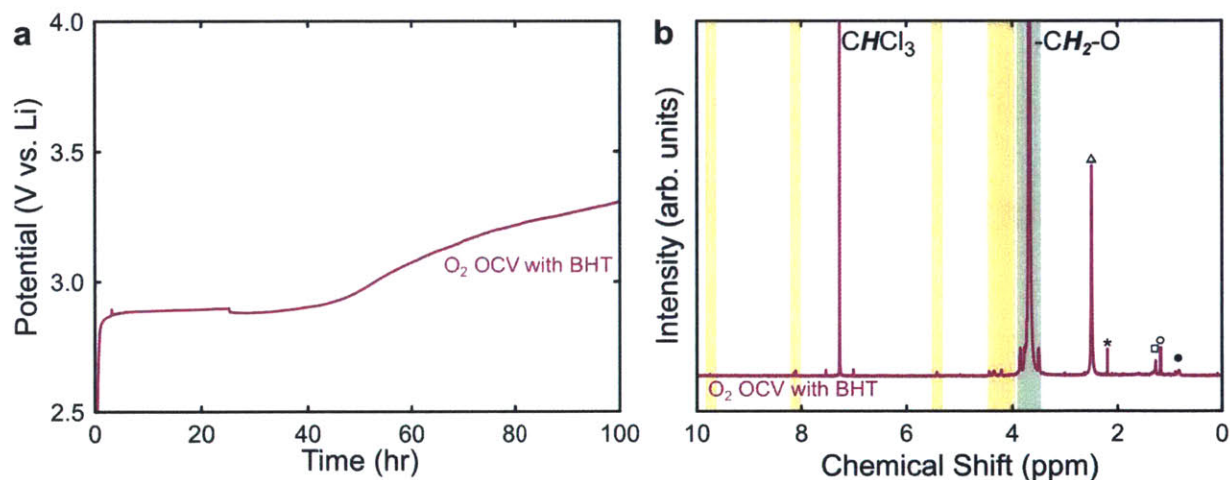 a
4.0
3.5
3.0
2.5
Potential (V vs. Li)
O₂ OCV with BHT
0 20 40 60 80 100
Time (hr)
b
CHCl₃
-CH₂-O
Intensity (arb. units)
△
*
□
○
●
O₂ OCV with BHT
10 8 6 4 2 0
Chemical Shift (ppm)